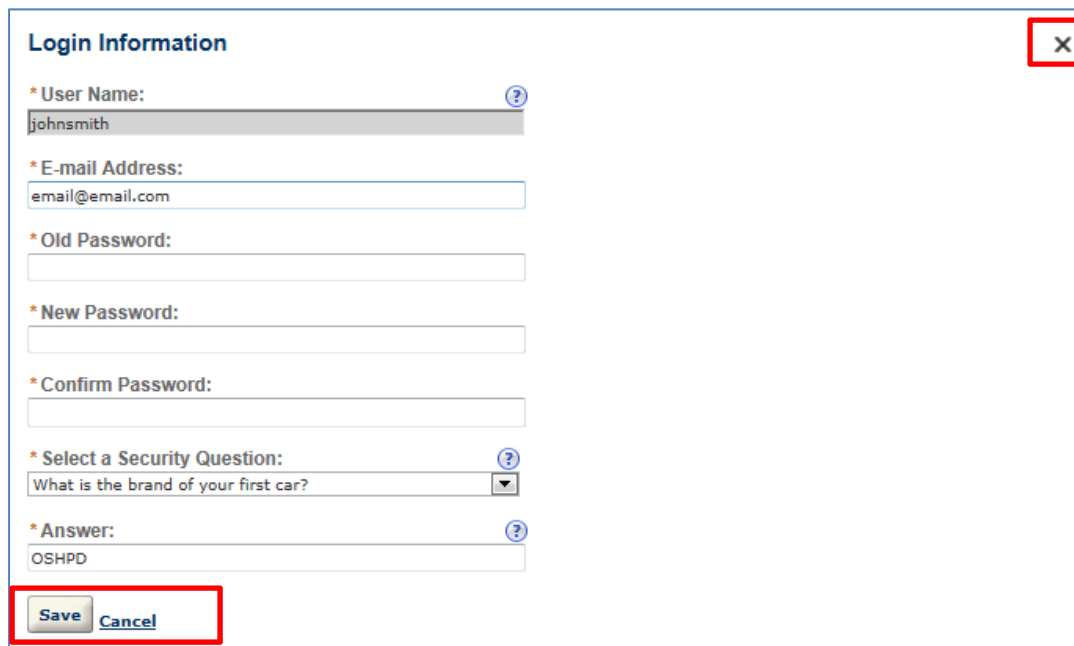 Login Information
* User Name:
johnsmith
* E-mail Address:
email@email.com
* Old Password:
* New Password:
* Confirm Password:
* Select a Security Question:
What is the brand of your first car?
* Answer:
OSHPD
Save Cancel